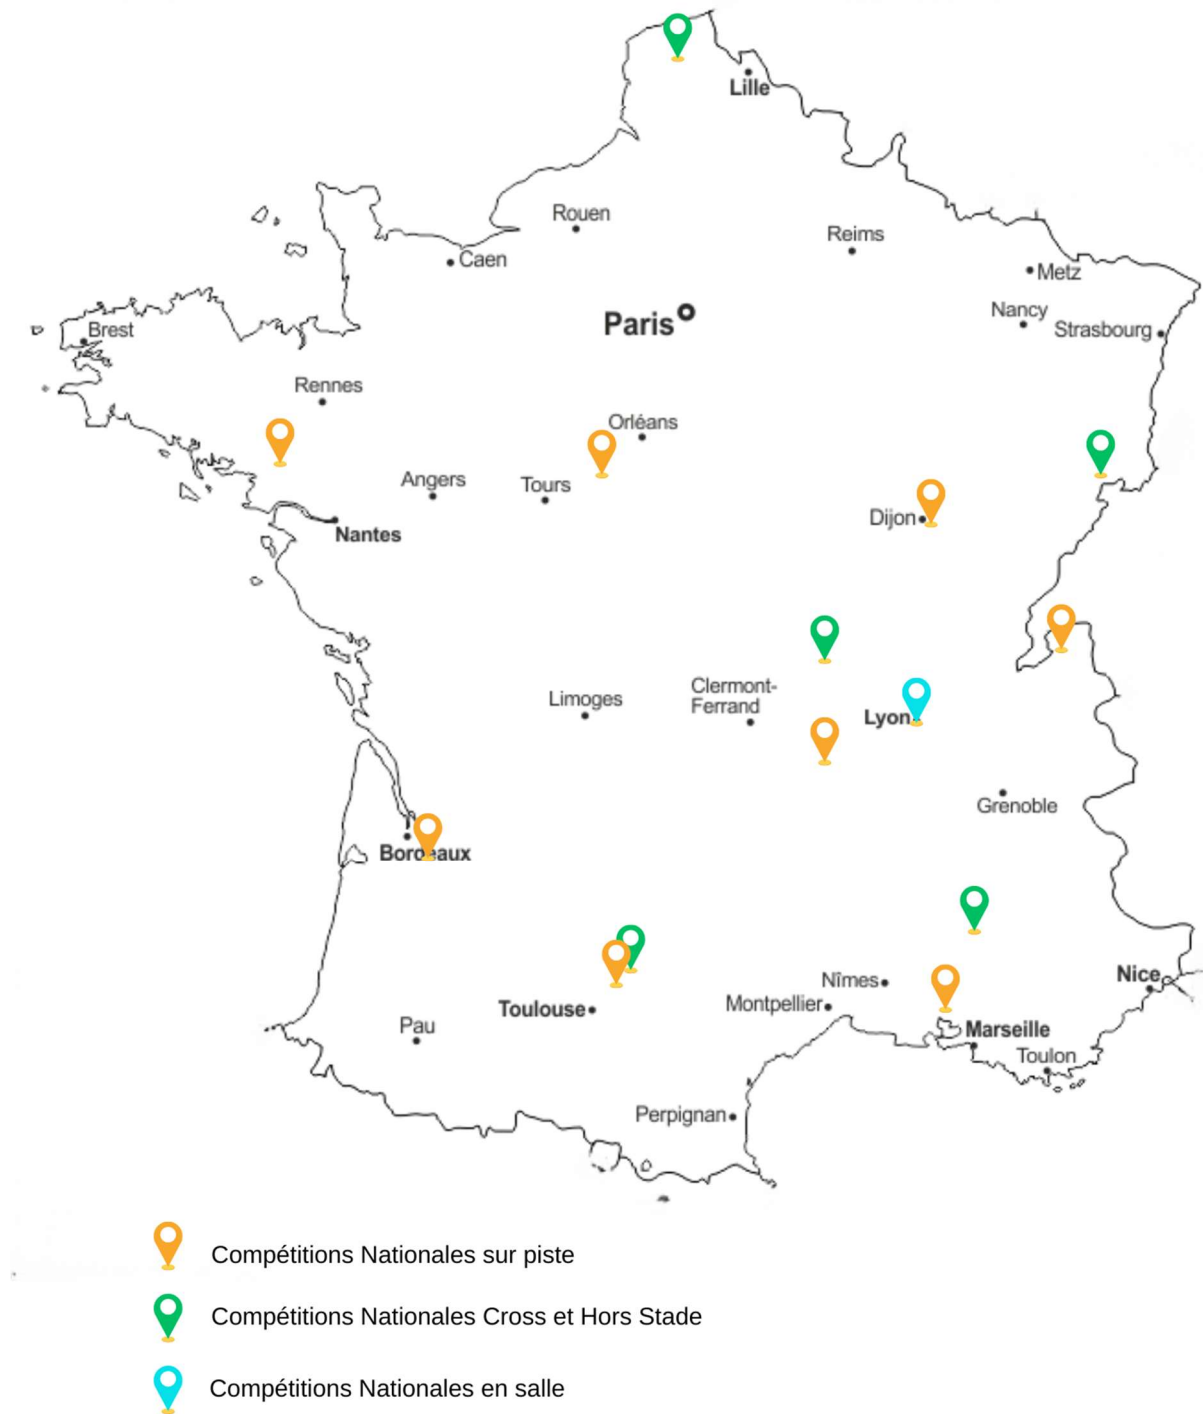 Lille
Rouen
Reims
Caen
Metz
Paris
Nancy
Brest
Strasbourg
Rennes
Orléans
Angers
Tours
Dijon
Nantes
Clermont-
Ferrand
Limoges
Lyon
Grenoble
Bordeaux
Nîmes
Nice
Montpellier
Toulouse
Pau
Marseille
Toulon
Perpignan
Compétitions Nationales sur piste
Compétitions Nationales Cross et Hors Stade
Compétitions Nationales en salle